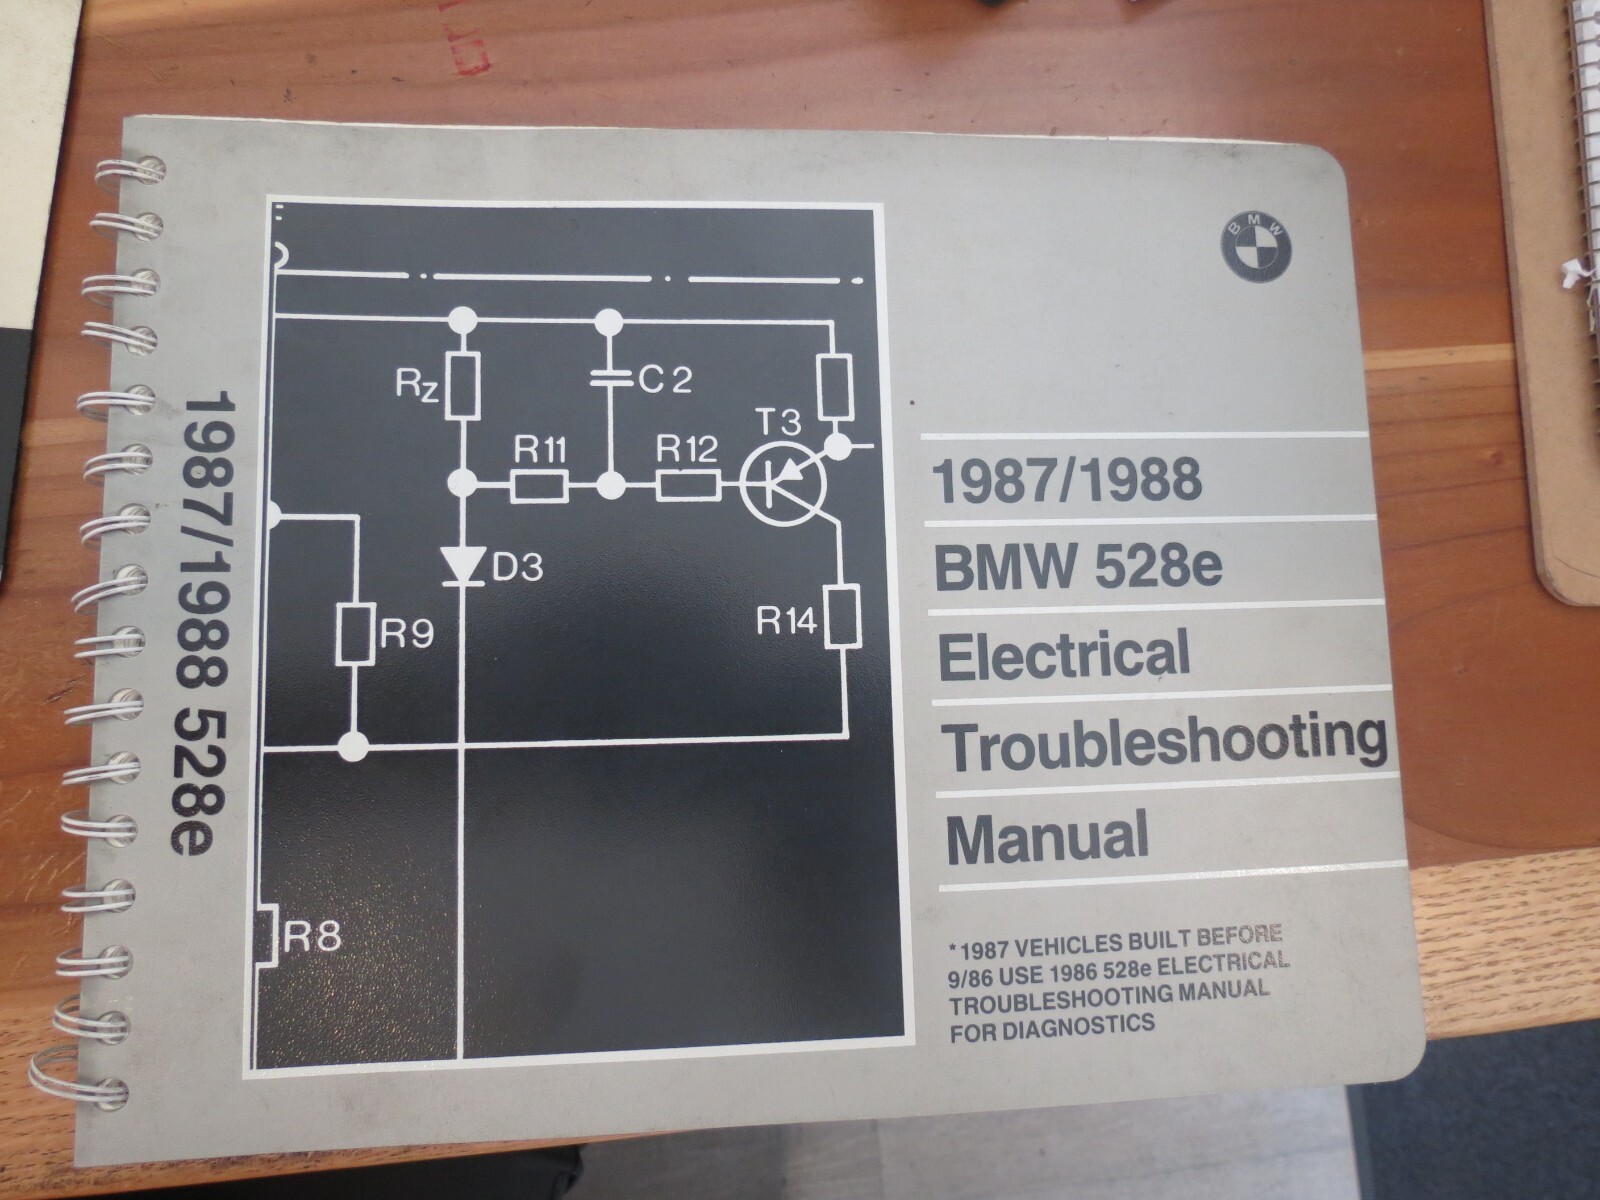 1987/1988 528e
BMW
Rz
C2
T3
R11
R12
D3
R9
R14
R8
1987/1988
BMW 528e
Electrical
Troubleshooting
Manual
*1987 VEHICLES BUILT BEFORE
9/86 USE 1986 528e ELECTRICAL
TROUBLESHOOTING MANUAL
FOR DIAGNOSTICS